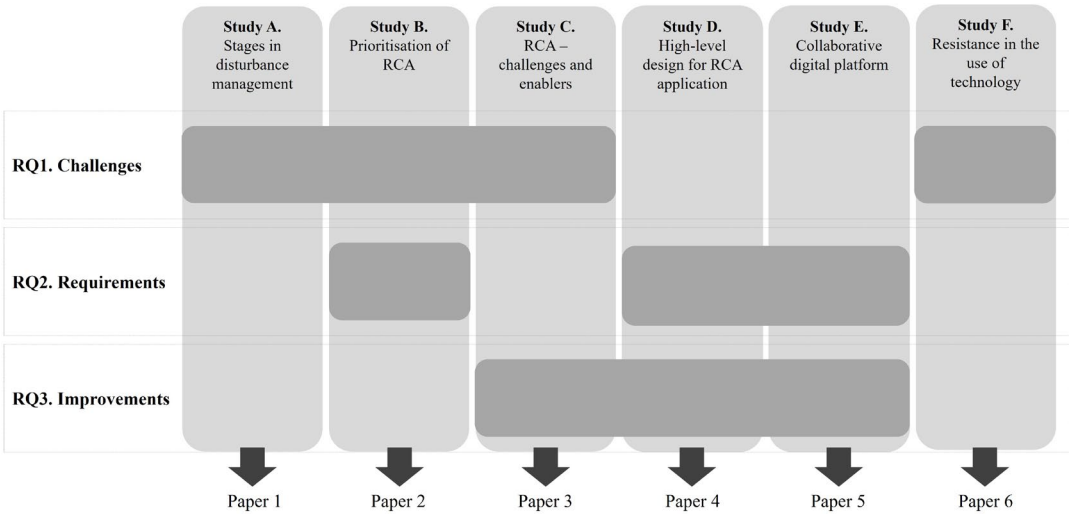 Study A.
Stages in
disturbance
management
Study B.
Prioritisation of
RCA
Study C.
RCA –
challenges and
enablers
Study D.
High-level
design for RCA
application
Study E.
Collaborative
digital platform
Study F.
Resistance in the
use of
technology
RQ1. Challenges
RQ2. Requirements
RQ3. Improvements
Paper 1
Paper 2
Paper 3
Paper 4
Paper 5
Paper 6